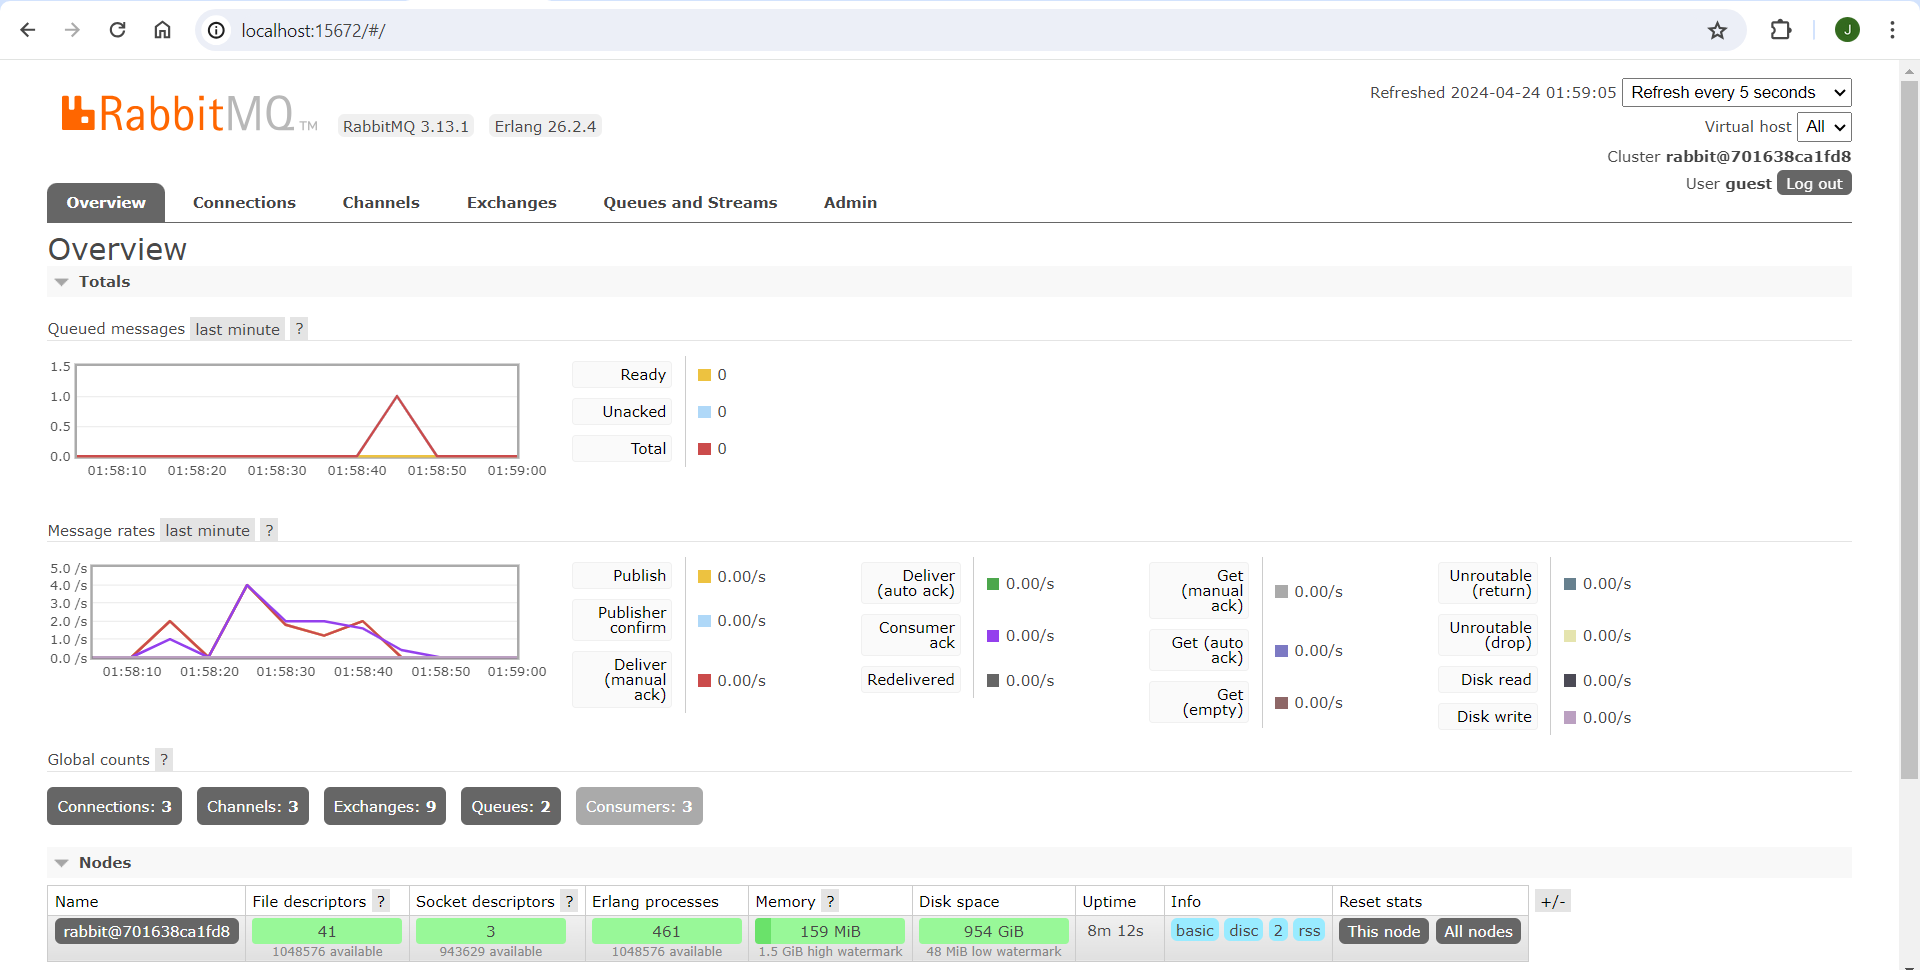 localhost:15672/#/
J
RabbitMQ TM
RabbitMQ 3.13.1 Erlang 26.2.4
Refreshed 2024-04-24 01:59:05 Refresh every 5 seconds
Virtual host All
Cluster rabbit@701638ca1fd8
User guest Log out
Overview Connections Channels Exchanges Queues and Streams Admin
Overview
Totals
Queued messages last minute ?
1.5
1.0
0.5
0.0
01:58:10 01:58:20 01:58:30 01:58:40 01:58:50 01:59:00
Ready 0
Unacked 0
Total 0
Message rates last minute ?
5.0 /s
4.0 /s
3.0 /s
2.0 /s
1.0 /s
0.0 /s
01:58:10 01:58:20 01:58:30 01:58:40 01:58:50 01:59:00
Publish 0.00/s
Publisher
confirm 0.00/s
Deliver
(manual
ack) 0.00/s
Deliver
(auto ack) 0.00/s
Consumer
ack 0.00/s
Redelivered 0.00/s
Get
(manual
ack) 0.00/s
Get (auto
ack) 0.00/s
Get
(empty) 0.00/s
Unroutable
(return) 0.00/s
Unroutable
(drop) 0.00/s
Disk read 0.00/s
Disk write 0.00/s
Global counts ?
Connections: 3 Channels: 3 Exchanges: 9 Queues: 2 Consumers: 3
Nodes
Name File descriptors ? Socket descriptors ? Erlang processes Memory ? Disk space Uptime Info Reset stats +/-
rabbit@701638ca1fd8 41 3 461 159 MiB 954 GiB 8m 12s basic disc 2 rss This node All nodes
1048576 available 943629 available 1048576 available 1.5 GiB high watermark 48 MiB low watermark